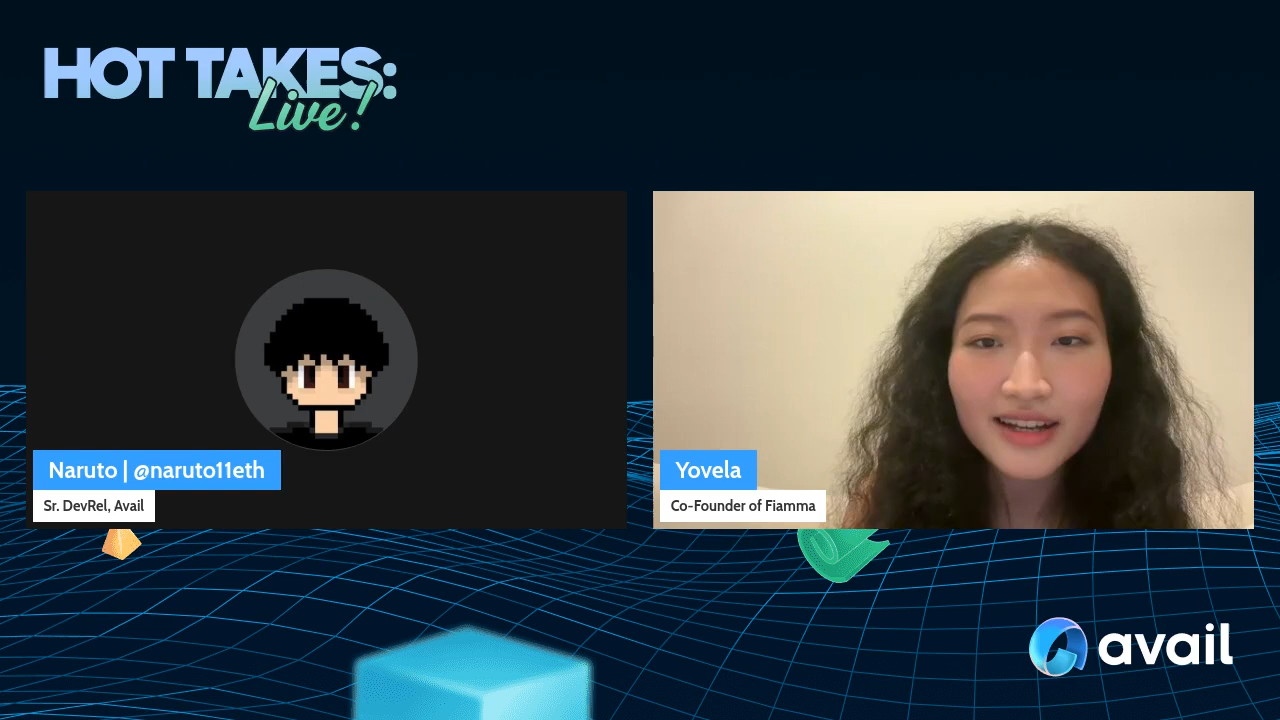 HOT TAKES:
Live!
Naruto | @naruto11eth
Sr. DevRel, Avail
Yovela
Co-Founder of Fiamma
avail